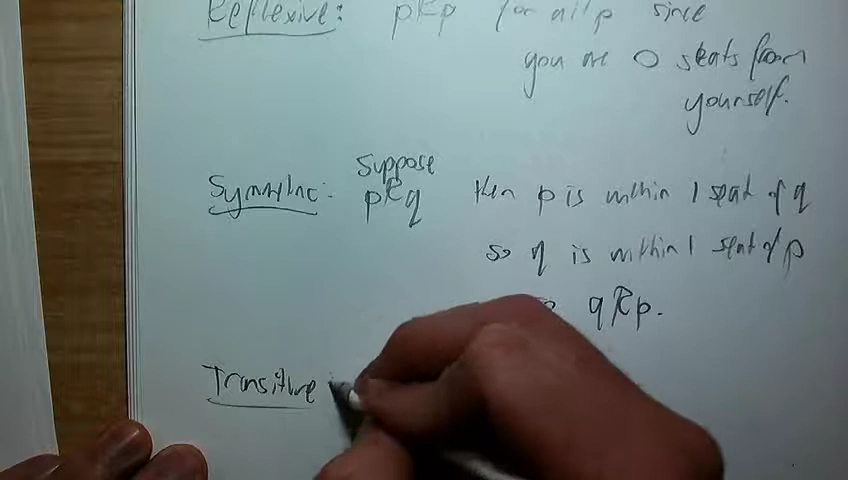 Reflexive: pRp for all p since
you are 0 seats from
yourself.
Suppose
Symmetric: pRq then p is within 1 seat of q
so q is within 1 seat of p
qRp.
Transitive: